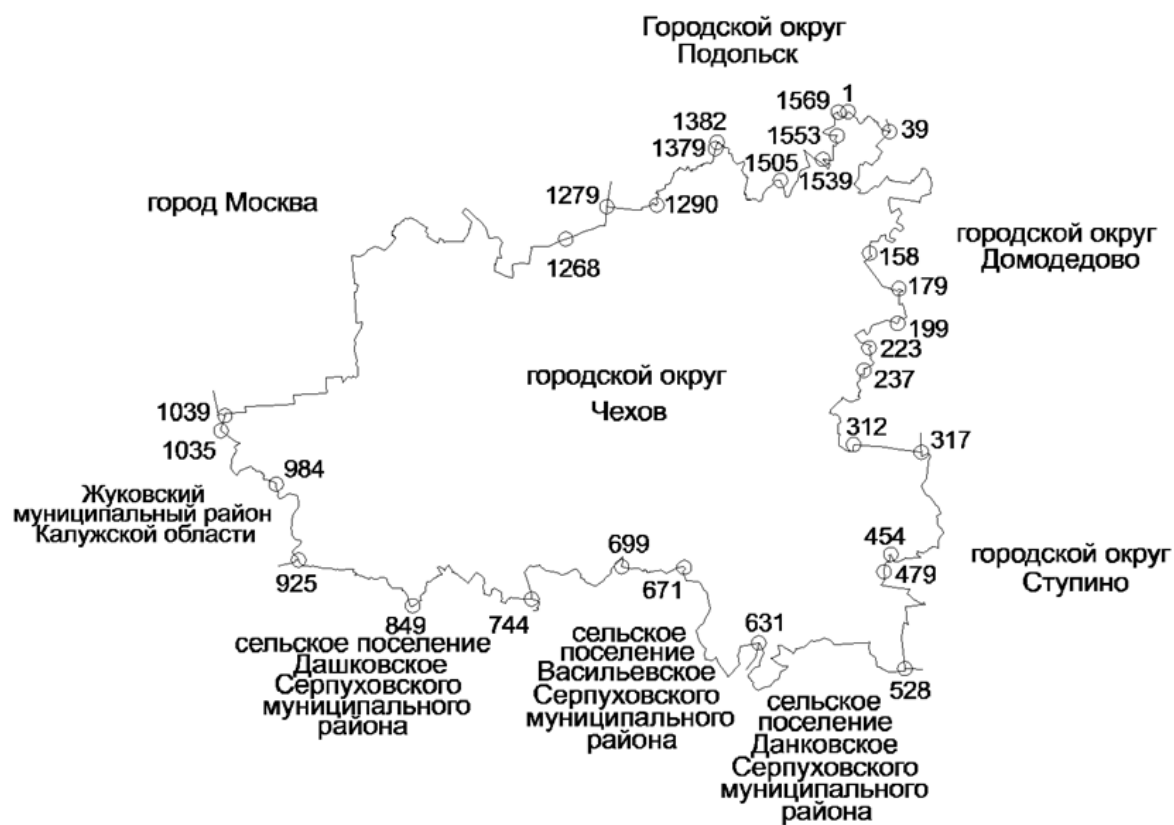 Городской округ
Подольск
1569
1
39
1382
1553
1379
1505
1539
город Москва
1279
1290
1268
городской округ
Домодедово
158
179
199
223
237
городской округ
Чехов
1039
1035
312
317
984
Жуковский
муниципальный район
Калужской области
925
454
479
городской округ
Ступино
699
671
849
744
631
528
сельское поселение
Дашковское
Серпуховского
муниципального
района
сельское
поселение
Васильевское
Серпуховского
муниципального
района
сельское
поселение
Данковское
Серпуховского
муниципального
района